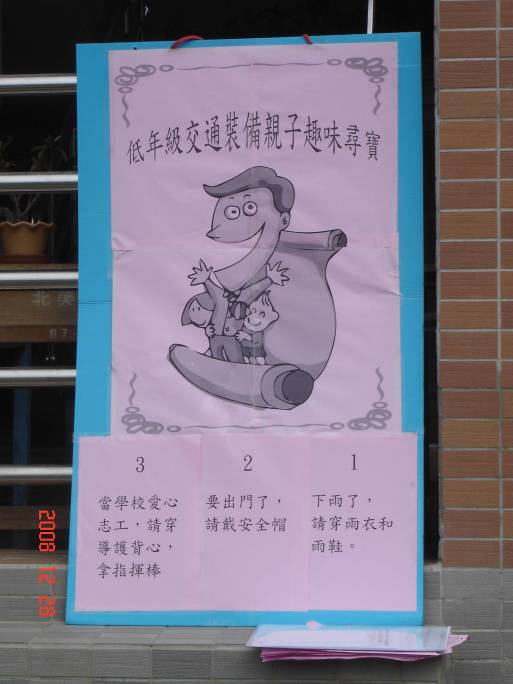 低年級交通裝備親子趣味尋寶
1
下雨了，
請穿雨衣和
雨鞋。
2
要出門了，
請戴安全帽
3
當學校愛心
志工，請穿
導護背心，
拿指揮棒
2008 12 28